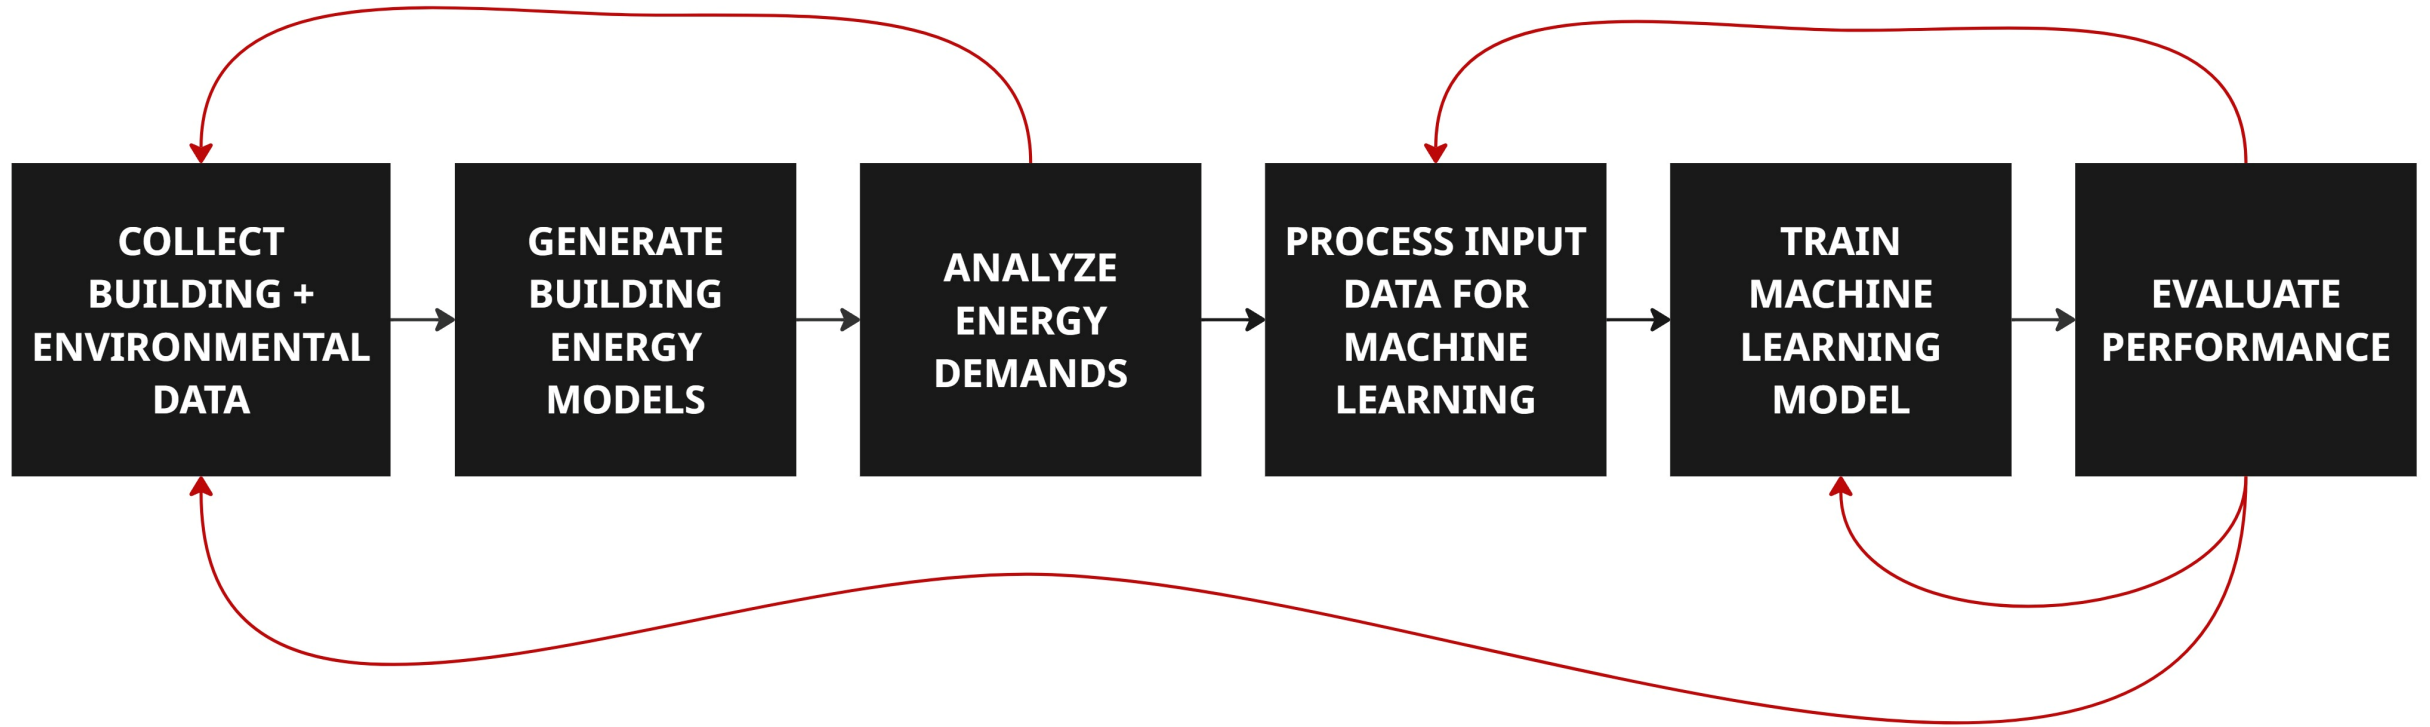 COLLECT
BUILDING +
ENVIRONMENTAL
DATA
GENERATE
BUILDING
ENERGY
MODELS
ANALYZE
ENERGY
DEMANDS
PROCESS INPUT
DATA FOR
MACHINE
LEARNING
TRAIN
MACHINE
LEARNING
MODEL
EVALUATE
PERFORMANCE